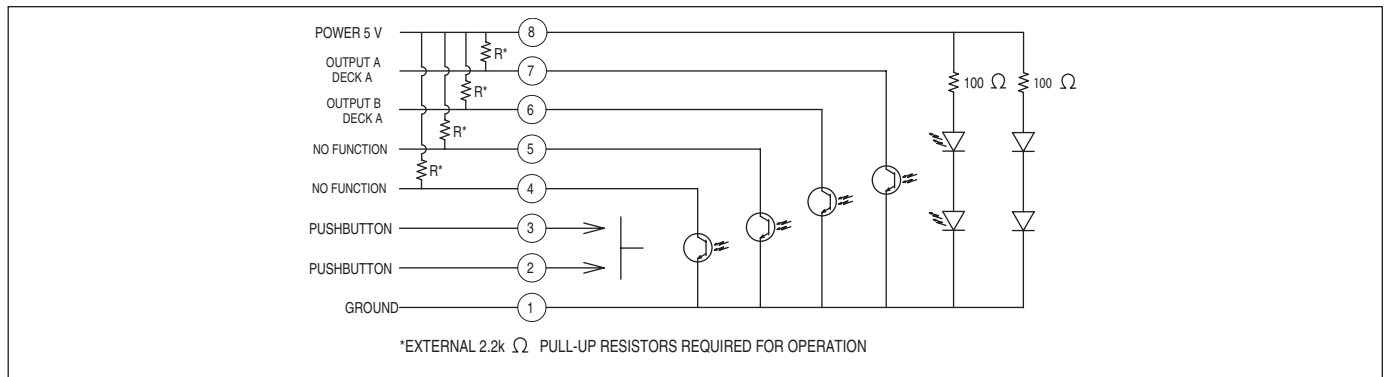 POWER 5 V
8
R*
OUTPUT A
DECK A
7
100 Ω
100 Ω
R*
OUTPUT B
DECK A
6
R*
NO FUNCTION
5
R*
NO FUNCTION
4
PUSHBUTTON
3
PUSHBUTTON
2
GROUND
1
*EXTERNAL 2.2k Ω PULL-UP RESISTORS REQUIRED FOR OPERATION